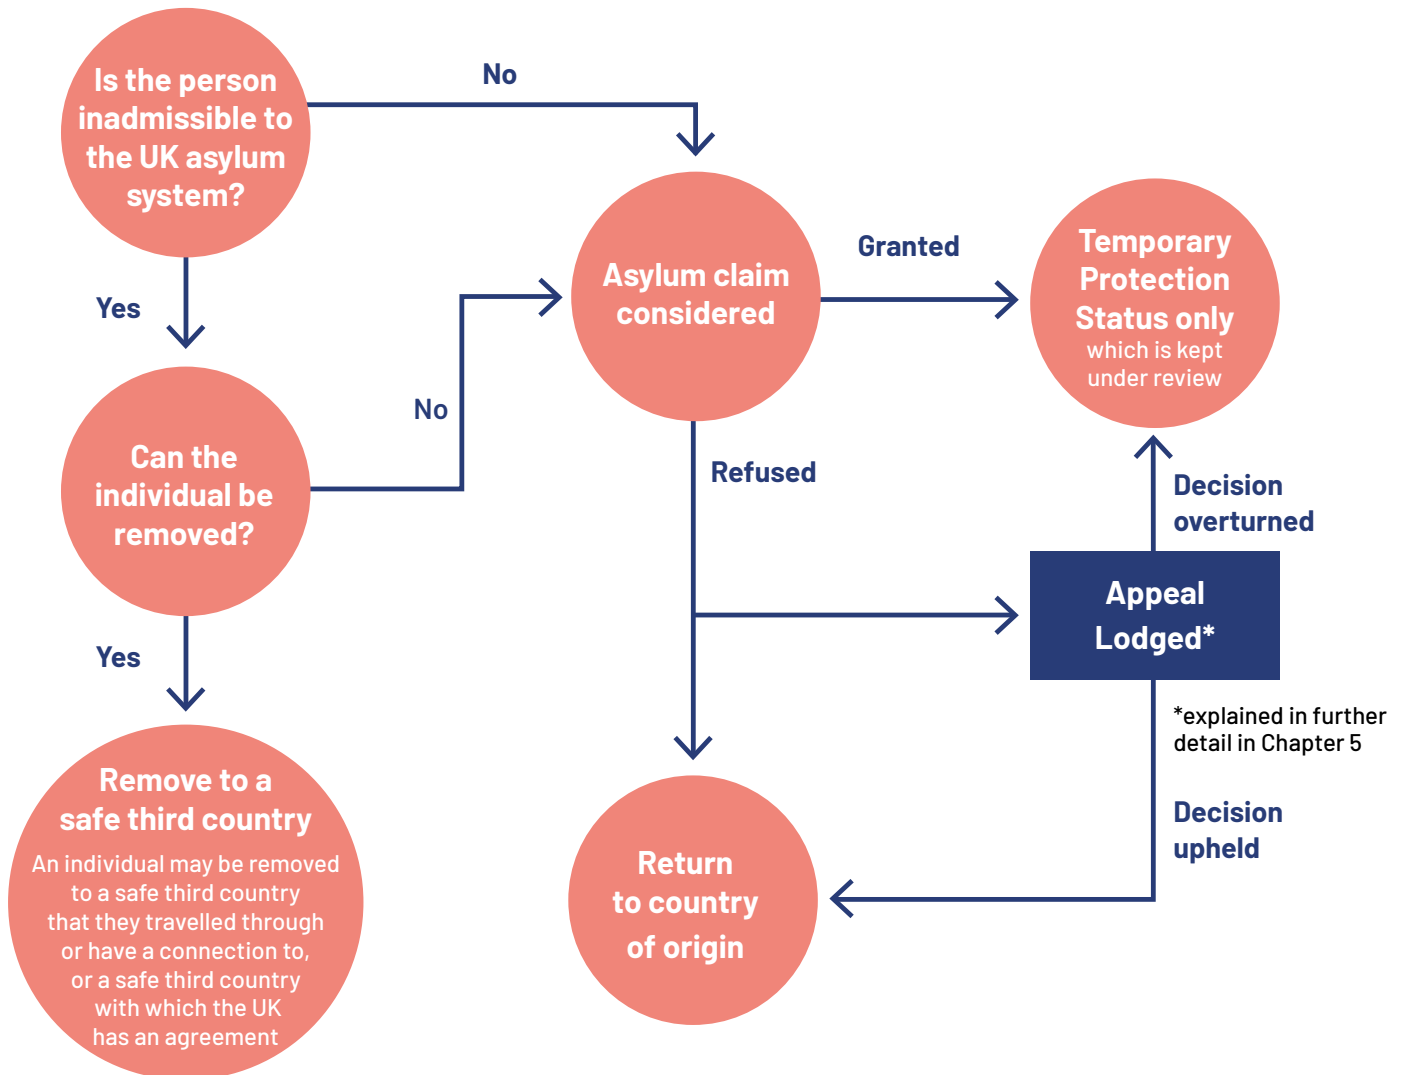 Is the person
inadmissible to
the UK asylum
system?
No
Yes
Can the
individual be
removed?
No
Yes
Remove to a
safe third country
An individual may be removed
to a safe third country
that they travelled through
or have a connection to,
or a safe third country
with which the UK
has an agreement
Asylum claim
considered
Granted
Temporary
Protection
Status only
which is kept
under review
Refused
Decision
overturned
Appeal
Lodged*
*explained in further
detail in Chapter 5
Decision
upheld
Return
to country
of origin